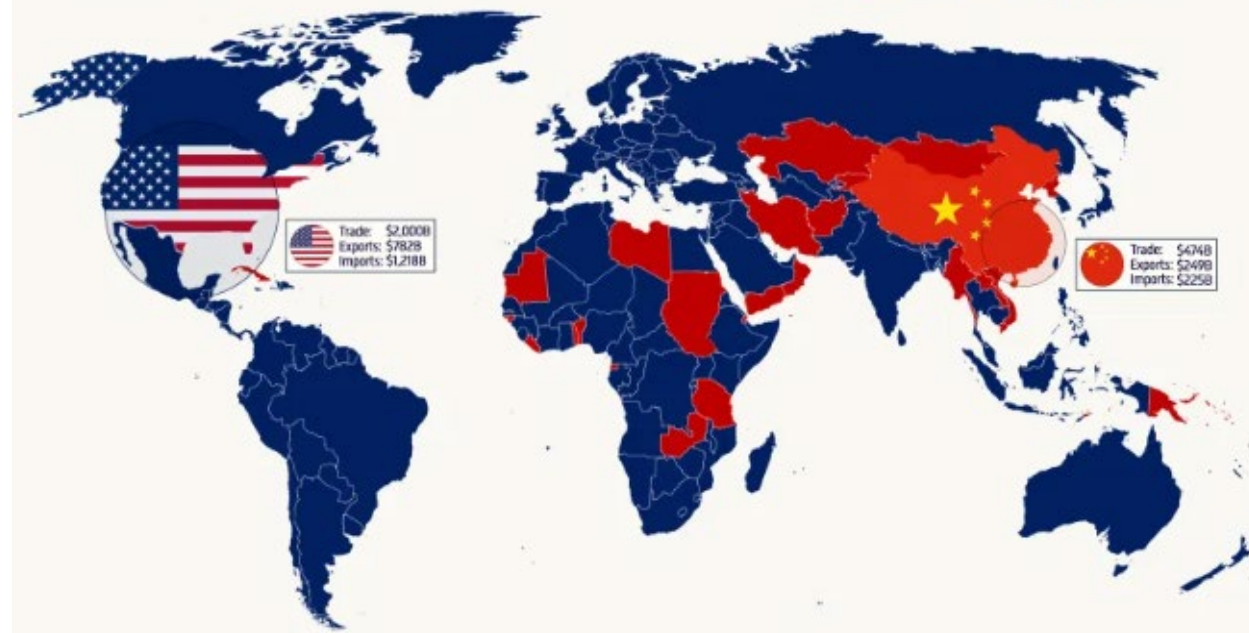 Trade: $2,000B
Exports: $782B
Imports: $1,218B
Trade: $474B
Exports: $249B
Imports: $225B